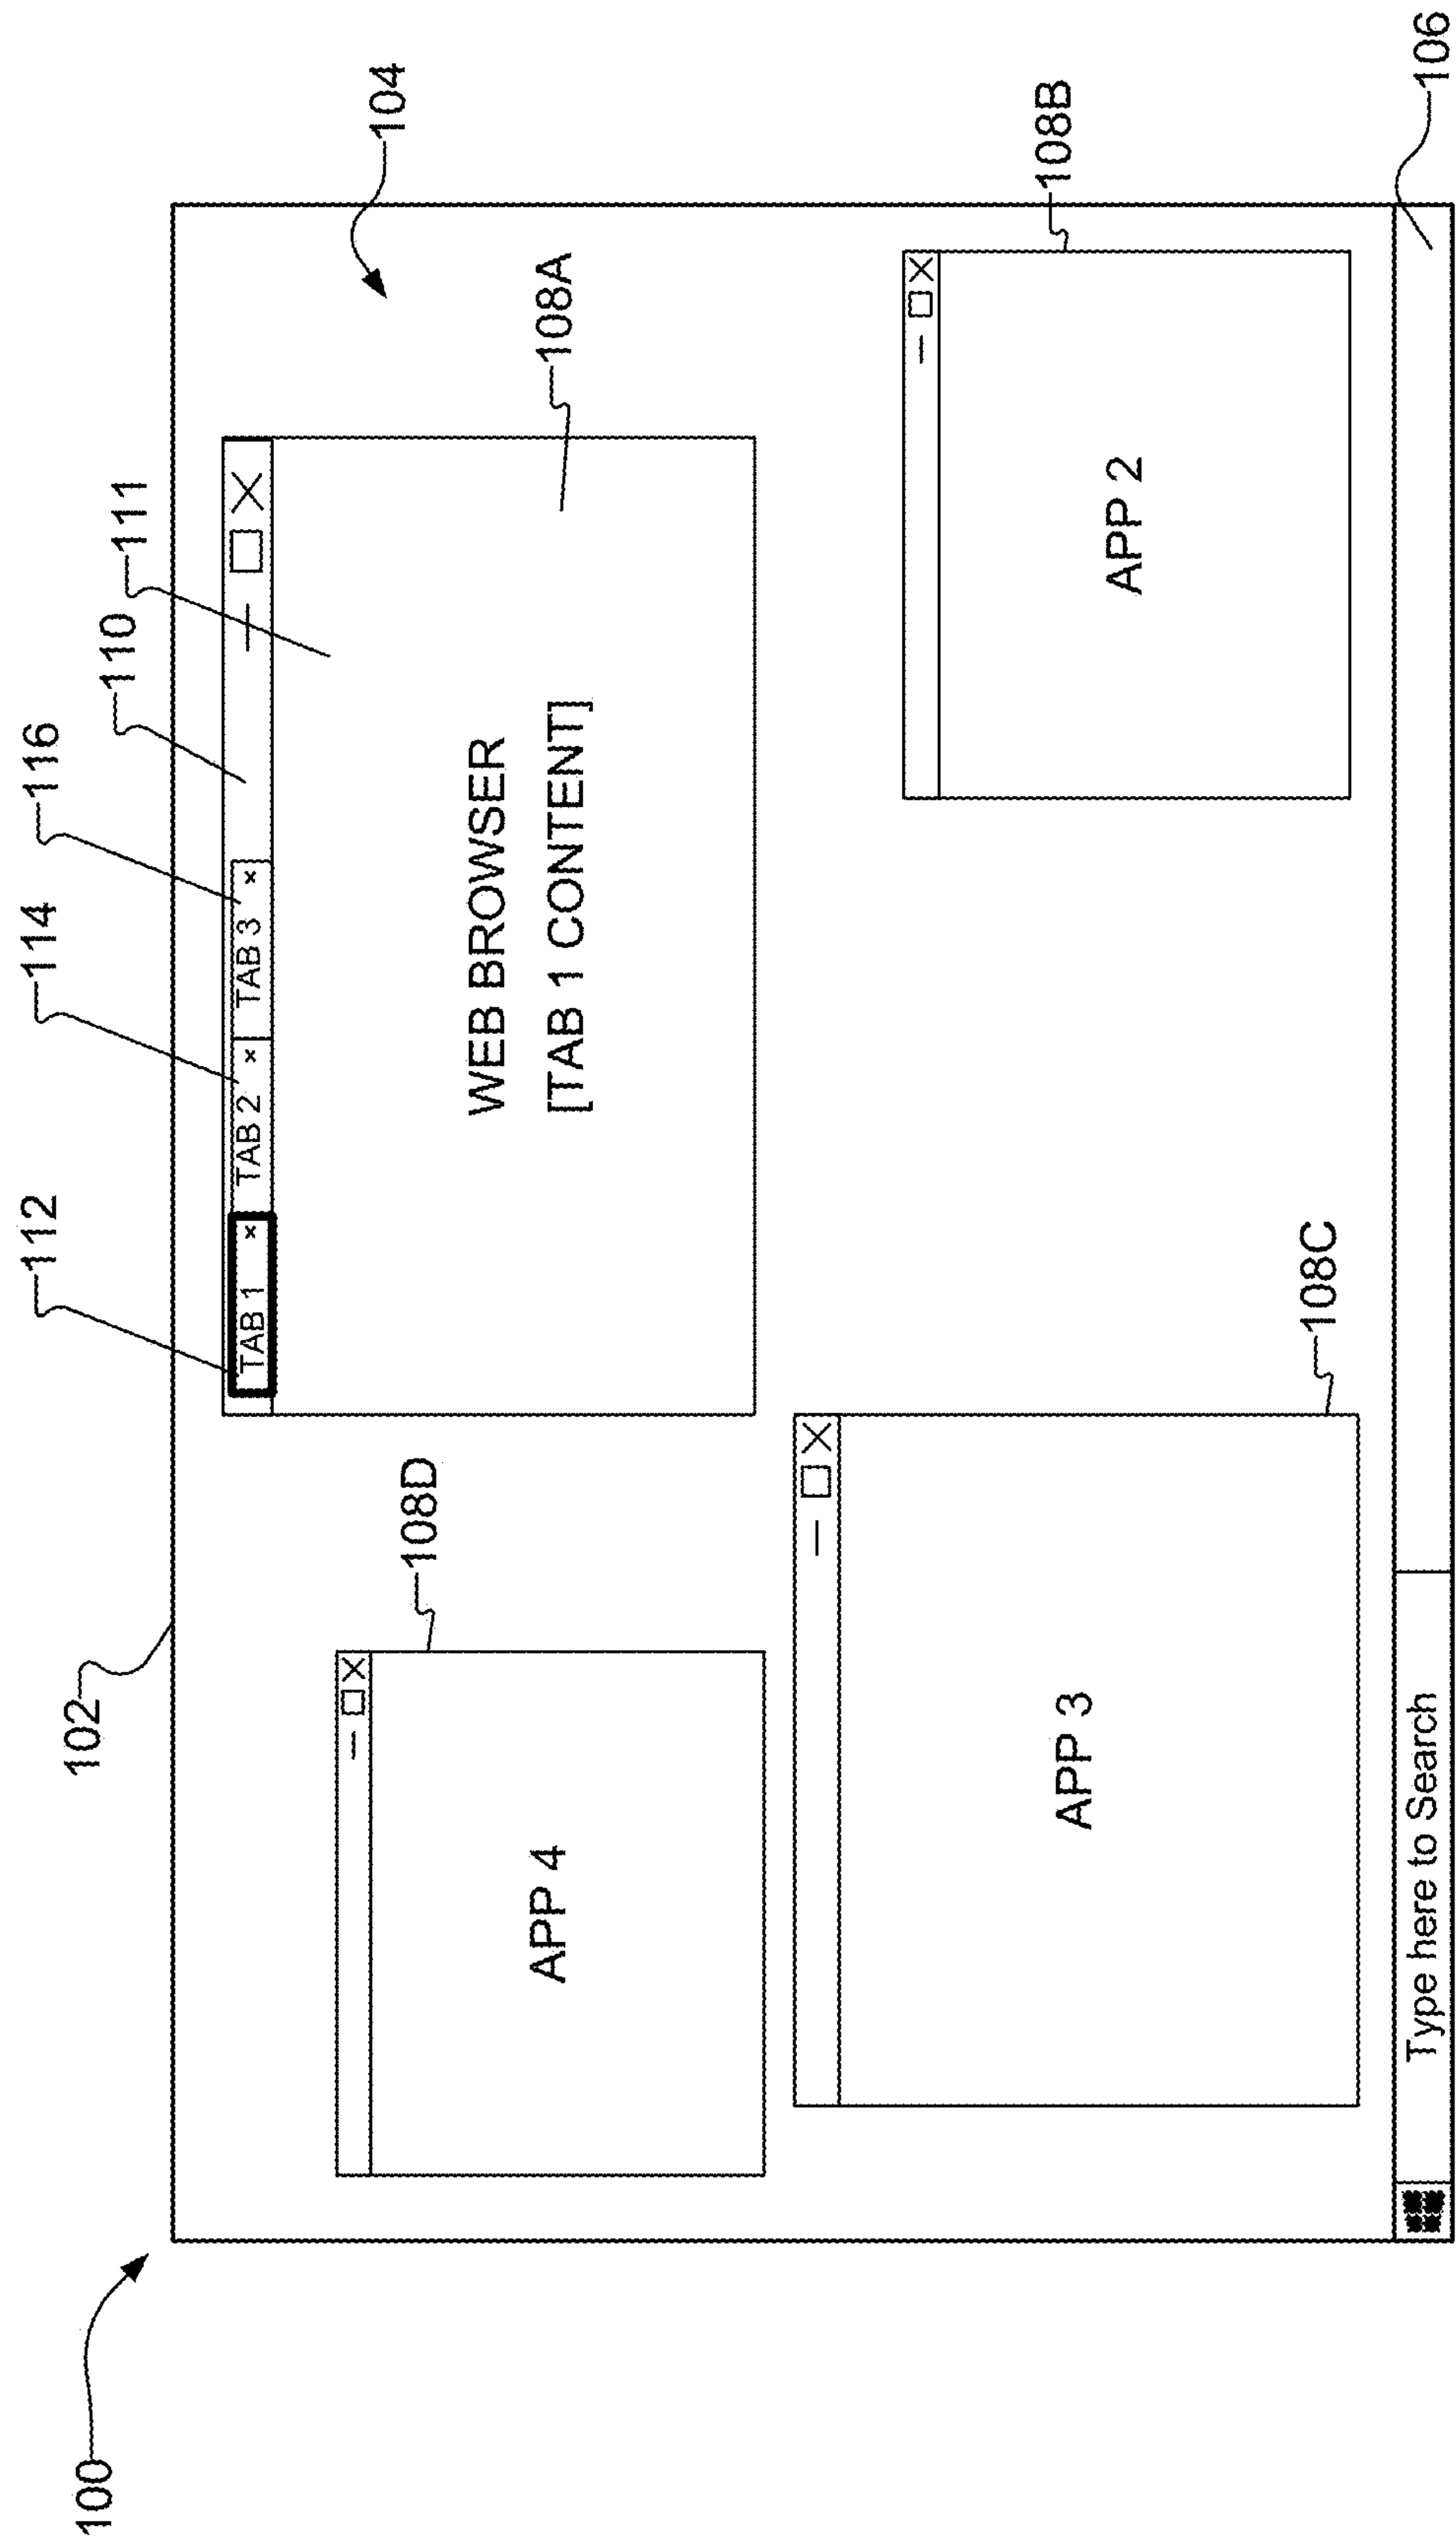 100
102
112
114
116
110
111
104
TAB 1 x
TAB 2 x
TAB 3 x
— □ X
WEB BROWSER
[TAB 1 CONTENT]
108A
108D
— □ X
APP 4
— □ X
APP 3
108C
— □ X
APP 2
108B
Type here to Search
106